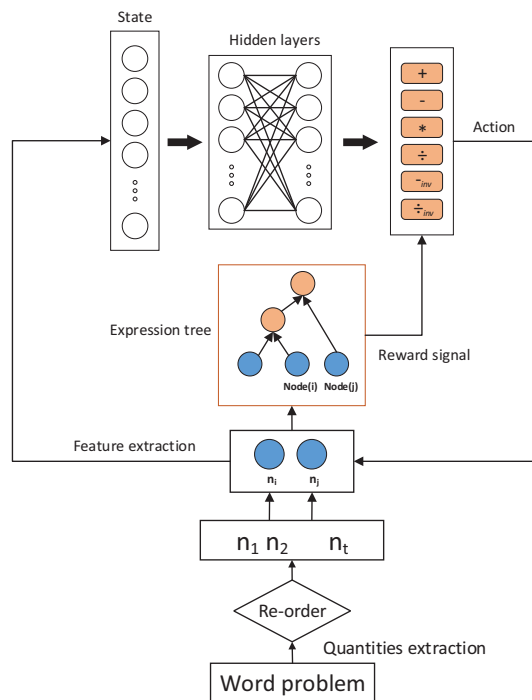 State
Hidden layers
+
-
*
÷
-inv
÷inv
Action
Expression tree
Node(i)
Node(j)
Reward signal
Feature extraction
ni
nj
n1 n2 nt
Re-order
Quantities extraction
Word problem